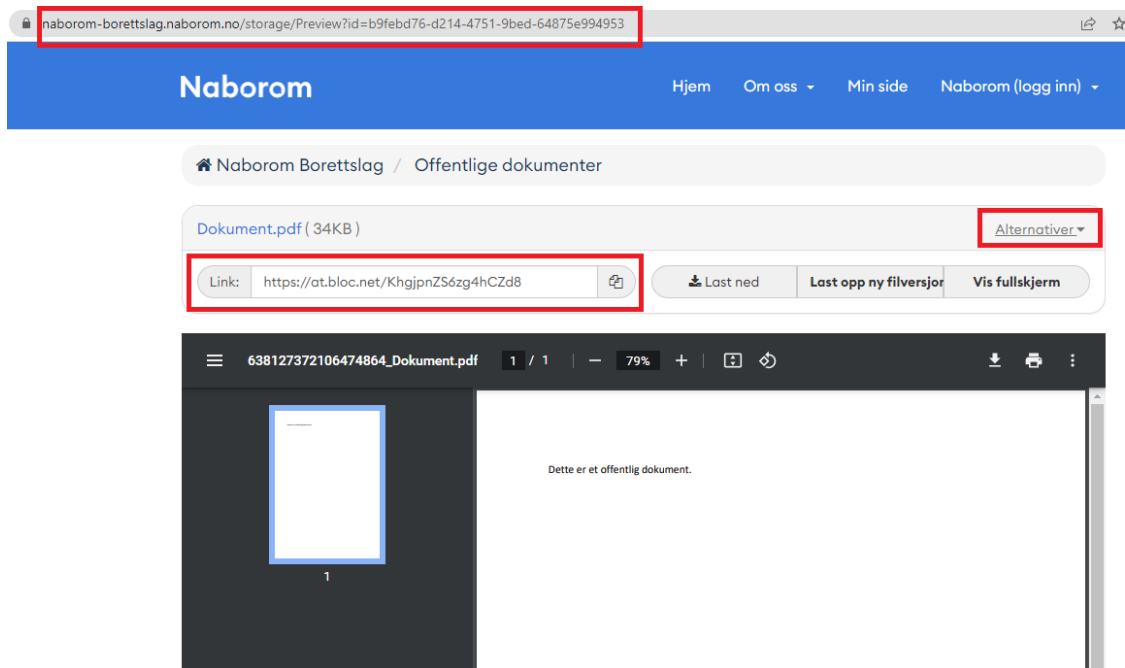 naborom-borettslag.naborom.no/storage/Preview?id=b9febd76-d214-4751-9bed-64875e994953
Naborom Hjem Om oss Min side Naborom (logg inn)
Naborom Borettslag / Offentlige dokumenter
Dokument.pdf ( 34KB ) Alternativer
Link: https://at.bloc.net/KhgjpnZS6zg4hCZd8 Last ned Last opp ny filversjor Vis fullskjerm
638127372106474864_Dokument.pdf 1 / 1 79%
Dette er et offentlig dokument.
1